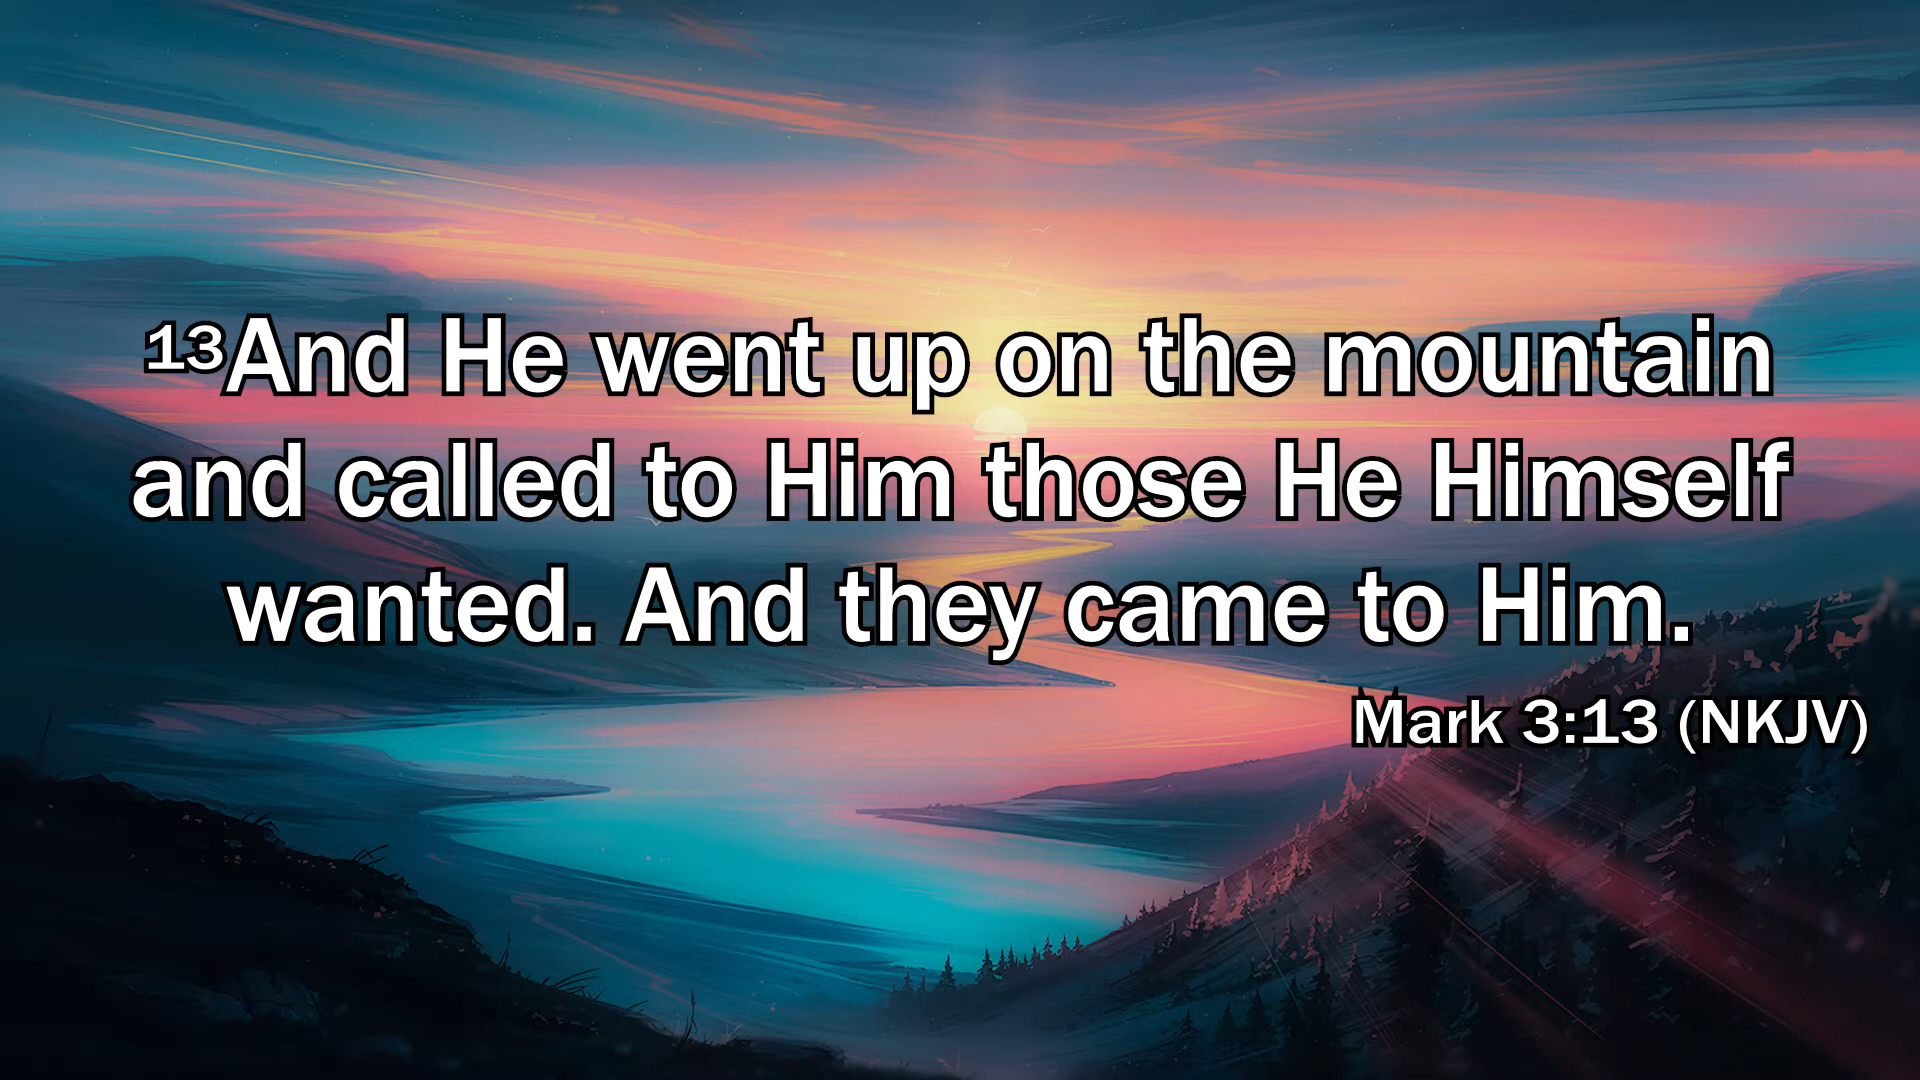 ¹³And He went up on the mountain
and called to Him those He Himself
wanted. And they came to Him.
Mark 3:13 (NKJV)